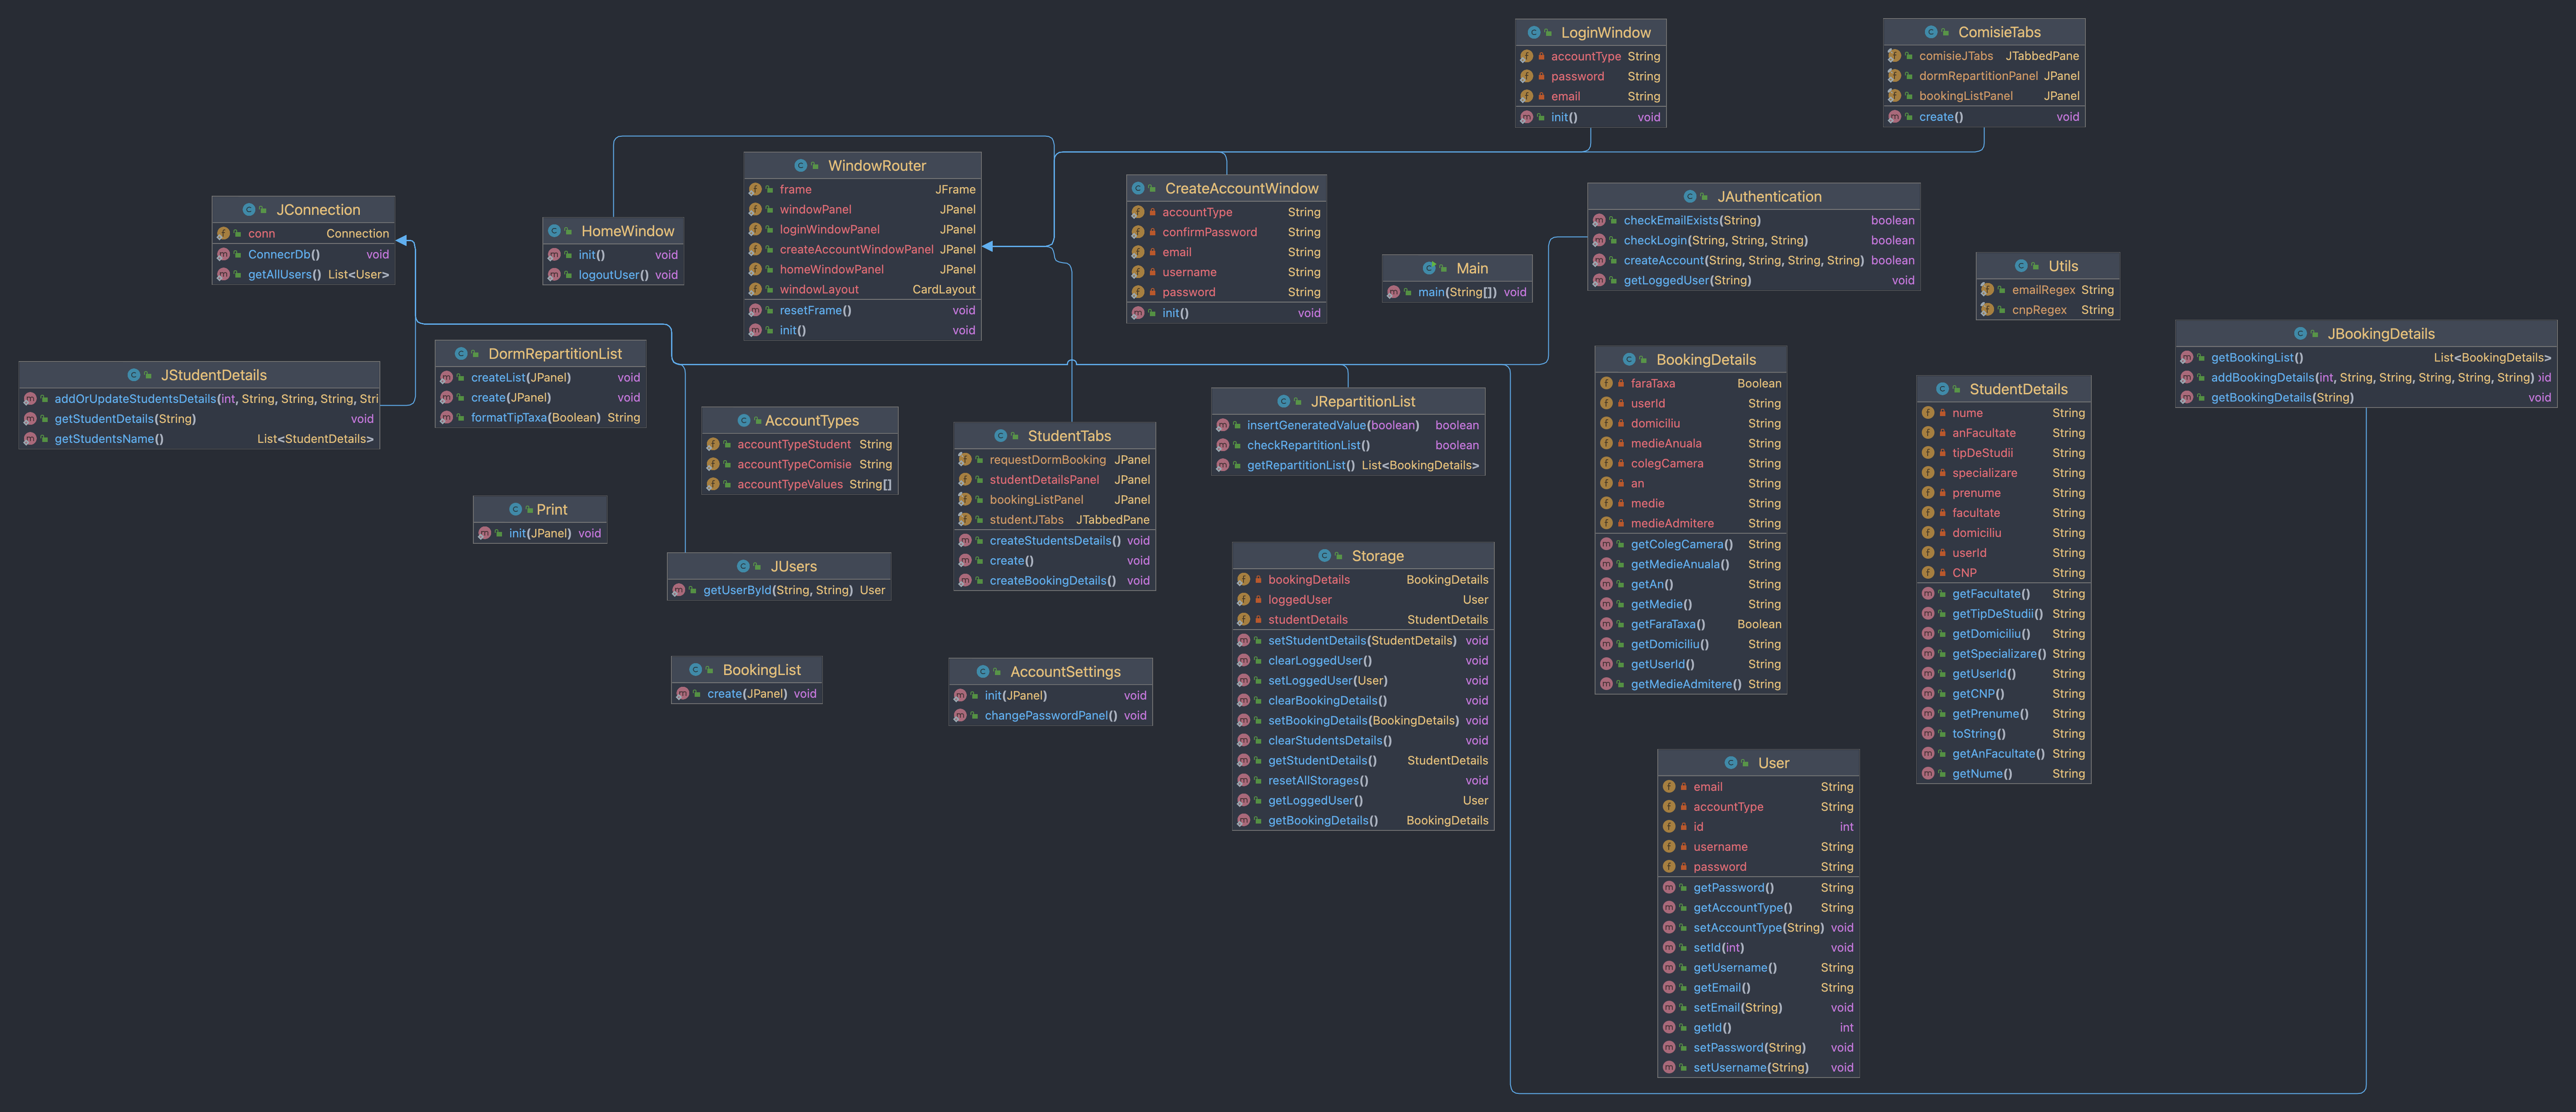 LoginWindow
accountType String
password String
email String
init() void
ComisieTabs
comisieJTabs JTabbedPane
dormRepartitionPanel JPanel
bookingListPanel JPanel
create() void
WindowRouter
frame JFrame
windowPanel JPanel
loginWindowPanel JPanel
createAccountWindowPanel JPanel
homeWindowPanel JPanel
windowLayout CardLayout
resetFrame() void
init() void
CreateAccountWindow
accountType String
confirmPassword String
email String
username String
password String
init() void
JAuthentication
checkEmailExists(String) boolean
checkLogin(String, String, String) boolean
createAccount(String, String, String, String) boolean
getLoggedUser(String) void
JConnection
conn Connection
ConnecrDb() void
getAllUsers() List<User>
HomeWindow
init() void
logoutUser() void
Main
main(String[]) void
Utils
emailRegex String
cnpRegex String
JBookingDetails
getBookingList() List<BookingDetails>
addBookingDetails(int, String, String, String, String, String) oid
getBookingDetails(String) void
DormRepartitionList
createList(JPanel) void
create(JPanel) void
formatTipTaxa(Boolean) String
BookingDetails
faraTaxa Boolean
userId String
domiciliu String
medieAnuala String
colegCamera String
an String
medie String
medieAdmitere String
getColegCamera() String
getMedieAnuala() String
getAn() String
getMedie() String
getFaraTaxa() Boolean
getDomiciliu() String
getUserId() String
getMedieAdmitere() String
JStudentDetails
addOrUpdateStudentsDetails(int, String, String, String, Stri
getStudentDetails(String) void
getStudentsName() List<StudentDetails>
StudentDetails
nume String
anFacultate String
tipDeStudii String
specializare String
prenume String
facultate String
domiciliu String
userId String
CNP String
getFacultate() String
getTipDeStudii() String
getDomiciliu() String
getSpecializare() String
getUserId() String
getCNP() String
getPrenume() String
toString() String
getAnFacultate() String
getNume() String
JRepartitionList
insertGeneratedValue(boolean) boolean
checkRepartitionList() boolean
getRepartitionList() List<BookingDetails>
AccountTypes
accountTypeStudent String
accountTypeComisie String
accountTypeValues String[]
StudentTabs
requestDormBooking JPanel
studentDetailsPanel JPanel
bookingListPanel JPanel
studentJTabs JTabbedPane
createStudentsDetails() void
create() void
createBookingDetails() void
Print
init(JPanel) void
Storage
bookingDetails BookingDetails
loggedUser User
studentDetails StudentDetails
setStudentDetails(StudentDetails) void
clearLoggedUser() void
setLoggedUser(User) void
clearBookingDetails() void
setBookingDetails(BookingDetails) void
clearStudentsDetails() void
getStudentDetails() StudentDetails
resetAllStorages() void
getLoggedUser() User
getBookingDetails() BookingDetails
JUsers
getUserById(String, String) User
BookingList
create(JPanel) void
AccountSettings
init(JPanel) void
changePasswordPanel() void
User
email String
accountType String
id int
username String
password String
getPassword() String
getAccountType() String
setAccountType(String) void
setId(int) void
getUsername() String
getEmail() String
setEmail(String) void
getId() int
setPassword(String) void
setUsername(String) void